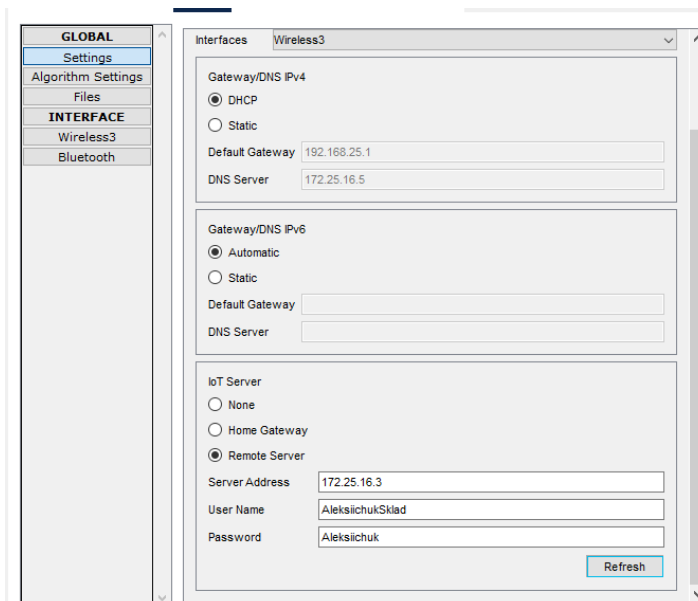 GLOBAL
Settings
Algorithm Settings
Files
INTERFACE
Wireless3
Bluetooth
Interfaces Wireless3
Gateway/DNS IPv4
DHCP
Static
Default Gateway 192.168.25.1
DNS Server 172.25.16.5
Gateway/DNS IPv6
Automatic
Static
Default Gateway
DNS Server
IoT Server
None
Home Gateway
Remote Server
Server Address 172.25.16.3
User Name AleksiichukSklad
Password Aleksiichuk
Refresh